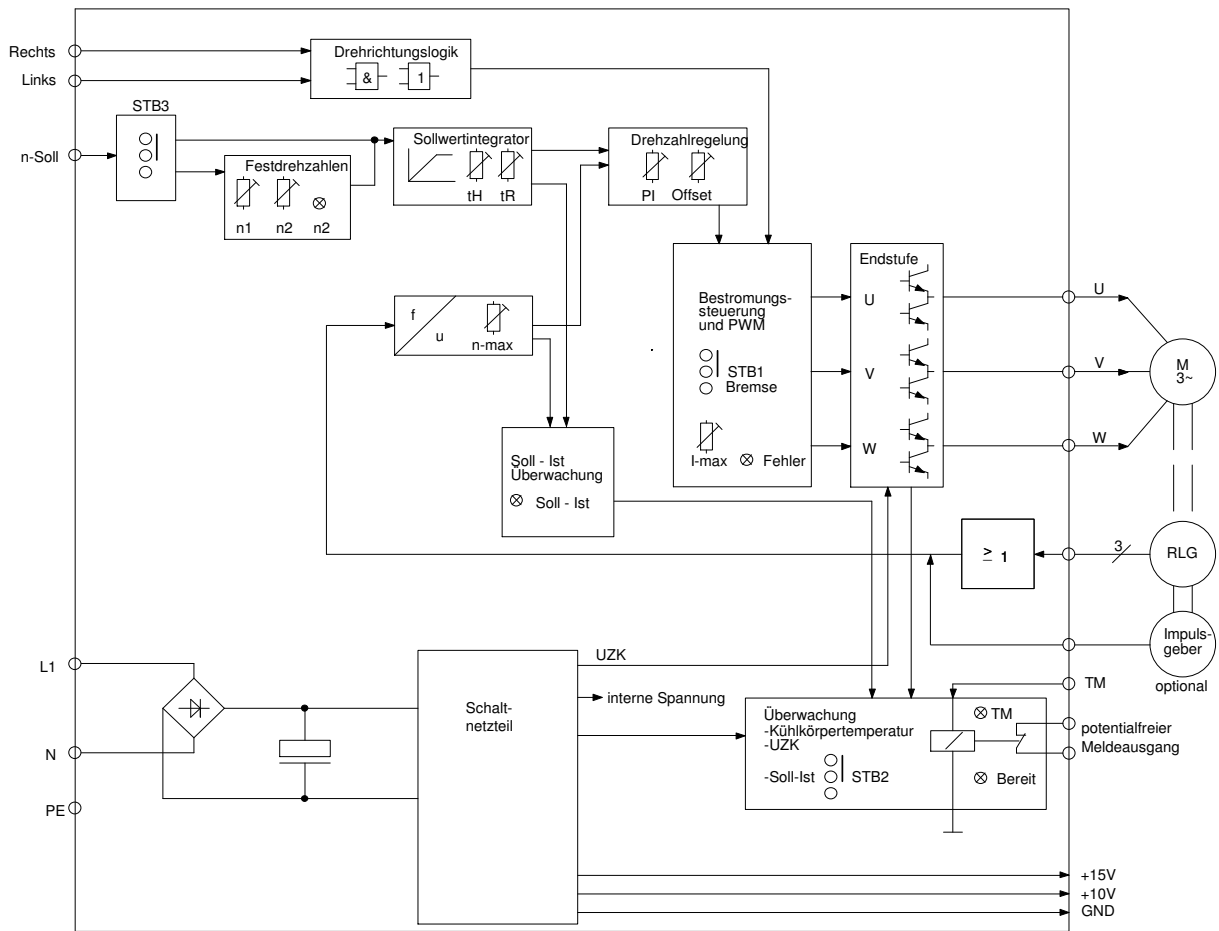 Rechts
Links
Drehrichtungslogik
&
1
STB3
n-Soll
Festdrehzahlen
n1
n2
n2
Sollwertintegrator
tH
tR
Drehzahlregelung
PI
Offset
f
u
n-max
Bestromungs-
steuerung
und PWM
STB1
Bremse
I-max
Fehler
Endstufe
U
V
W
U
V
W
M
3~
Soll - Ist
Überwachung
Soll - Ist
≥ 1
3
RLG
Impuls-
geber
optional
L1
N
PE
Schalt-
netzteil
UZK
interne Spannung
Überwachung
-Kühlkörpertemperatur
-UZK
-Soll-Ist
STB2
TM
Bereit
TM
potentialfreier
Meldeausgang
+15V
+10V
GND